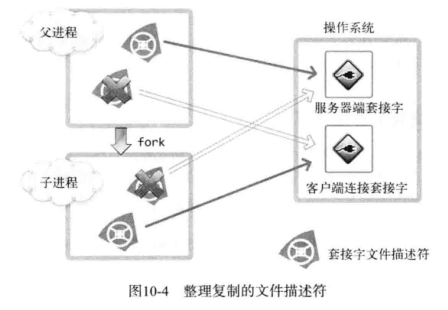 父进程
操作系统
服务器端套接字
fork
子进程
客户端连接套接字
套接字文件描述符
图10-4 整理复制的文件描述符